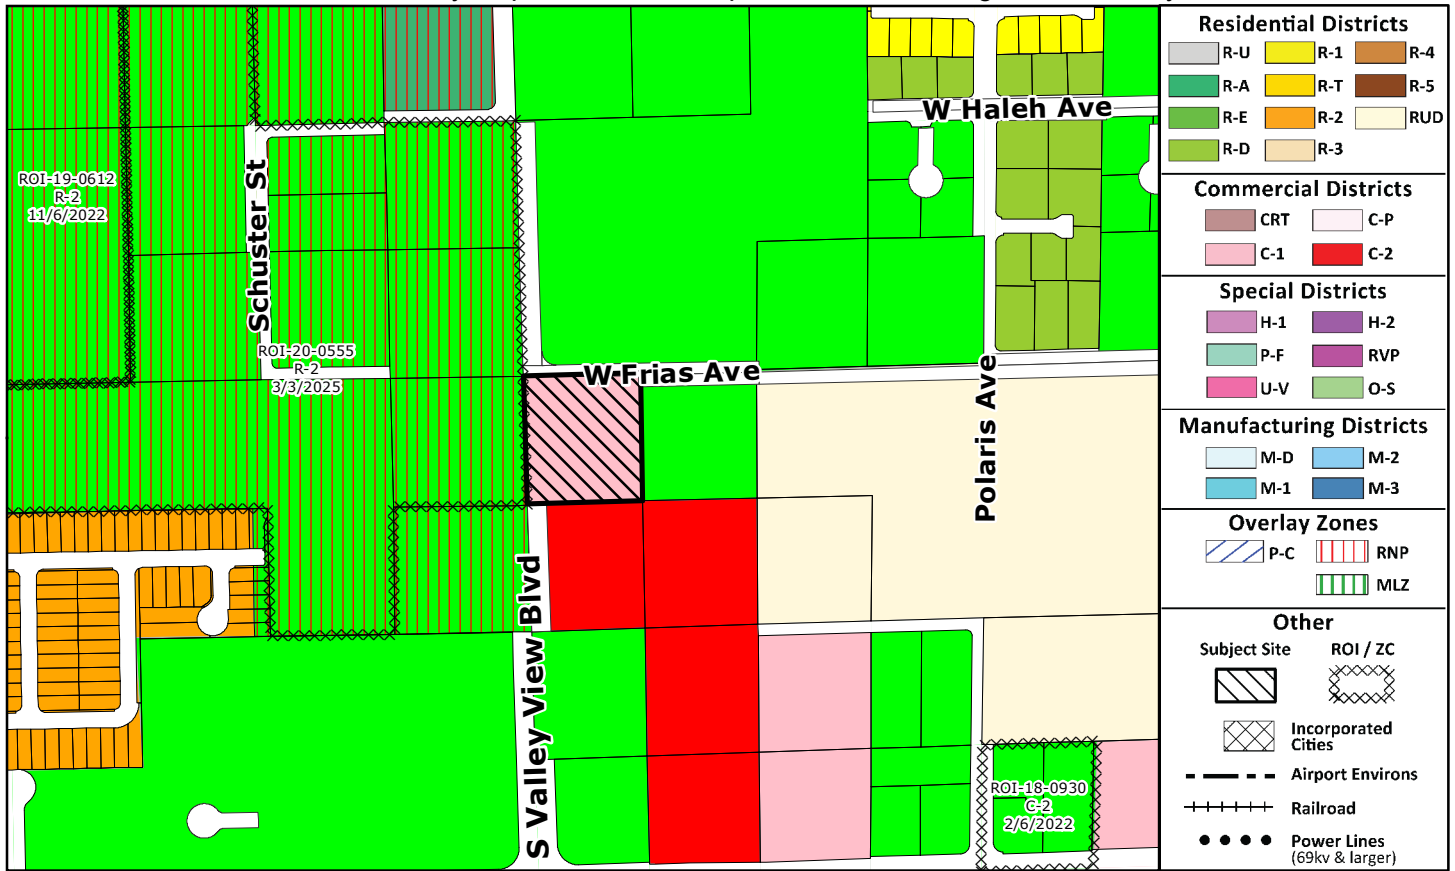 W Haleh Ave
ROI-19-0612
R-2
11/6/2022
Schuster St
ROI-20-0555
R-2
3/3/2025
W Frias Ave
Polaris Ave
S Valley View Blvd
ROI-18-0930
C-2
2/6/2022
Residential Districts
R-U R-1 R-4
R-A R-T R-5
R-E R-2 RUD
R-D R-3
Commercial Districts
CRT C-P
C-1 C-2
Special Districts
H-1 H-2
P-F RVP
U-V O-S
Manufacturing Districts
M-D M-2
M-1 M-3
Overlay Zones
P-C RNP
MLZ
Other
Subject Site ROI / ZC
Incorporated
Cities
Airport Environs
Railroad
Power Lines
(69kv & larger)